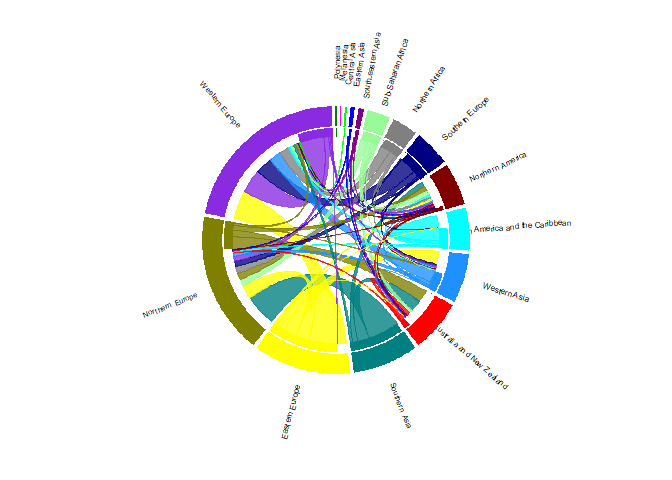 Western Europe
Polynesia
Melanesia
Central Asia
Eastern Asia
South-eastern Asia
Sub-Saharan Africa
Northern Africa
Southern Europe
Northern America
America and the Caribbean
Western Asia
ustralia and New Zealand
Southern Asia
Eastern Europe
Northern Europe